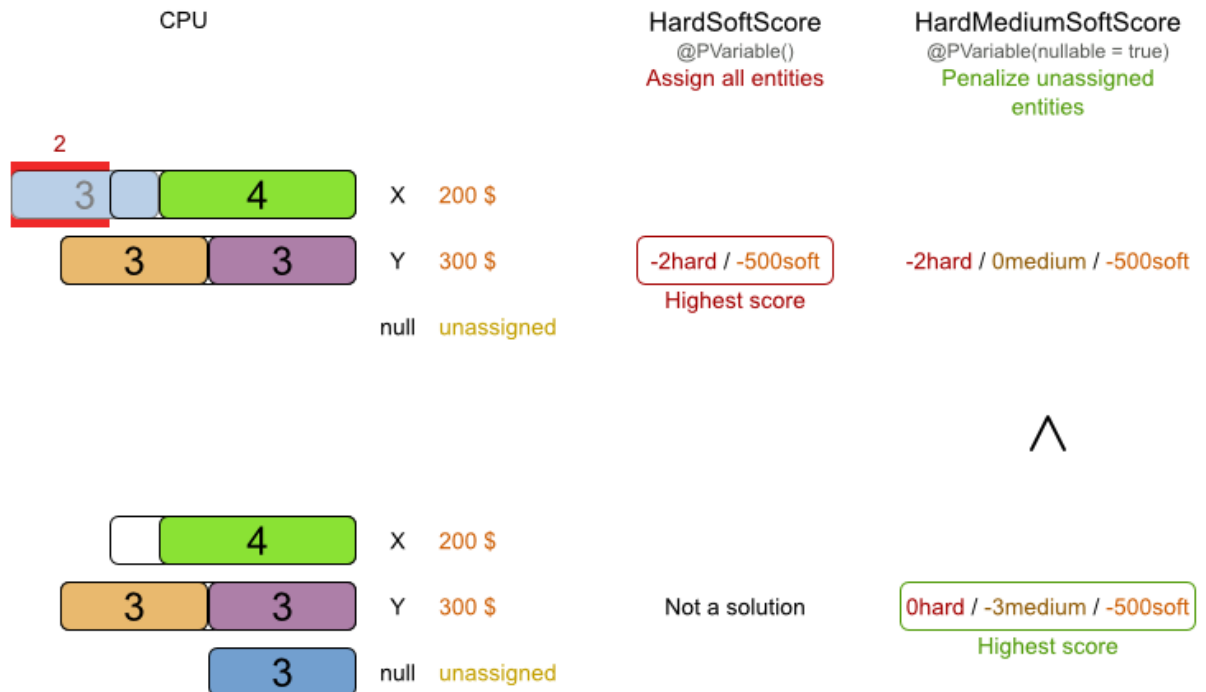 CPU
HardSoftScore
@PVariable()
Assign all entities
HardMediumSoftScore
@PVariable(nullable = true)
Penalize unassigned
entities
2
3 4 X 200 $
3 3 Y 300 $
-2hard / -500soft
-2hard / 0medium / -500soft
Highest score
null unassigned
4 X 200 $
3 3 Y 300 $
Not a solution
0hard / -3medium / -500soft
Highest score
3 null unassigned